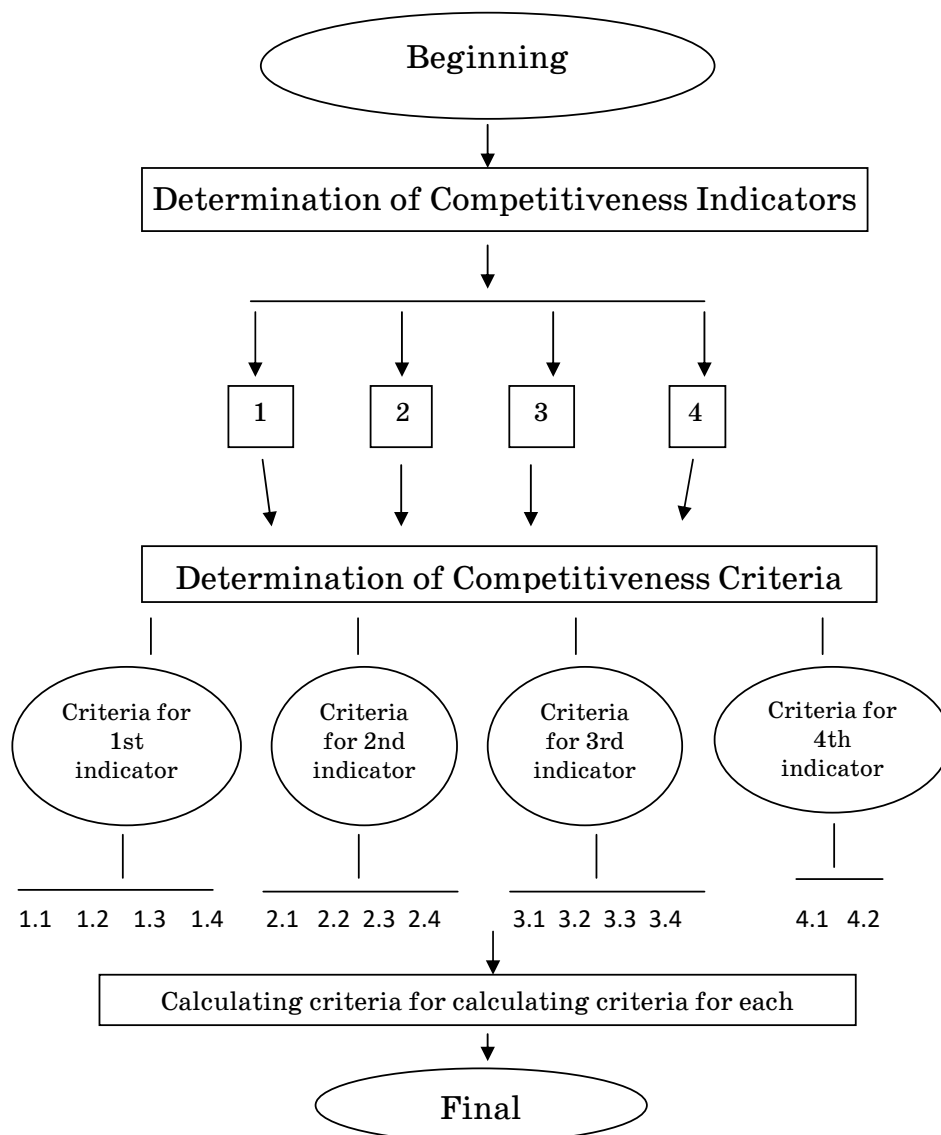 Beginning
Determination of Competitiveness Indicators
1 2 3 4
Determination of Competitiveness Criteria
Criteria for
1st
indicator
Criteria
for 2nd
indicator
Criteria
for 3rd
indicator
Criteria for
4th
indicator
1.1 1.2 1.3 1.4
2.1 2.2 2.3 2.4
3.1 3.2 3.3 3.4
4.1 4.2
Calculating criteria for calculating criteria for each
Final